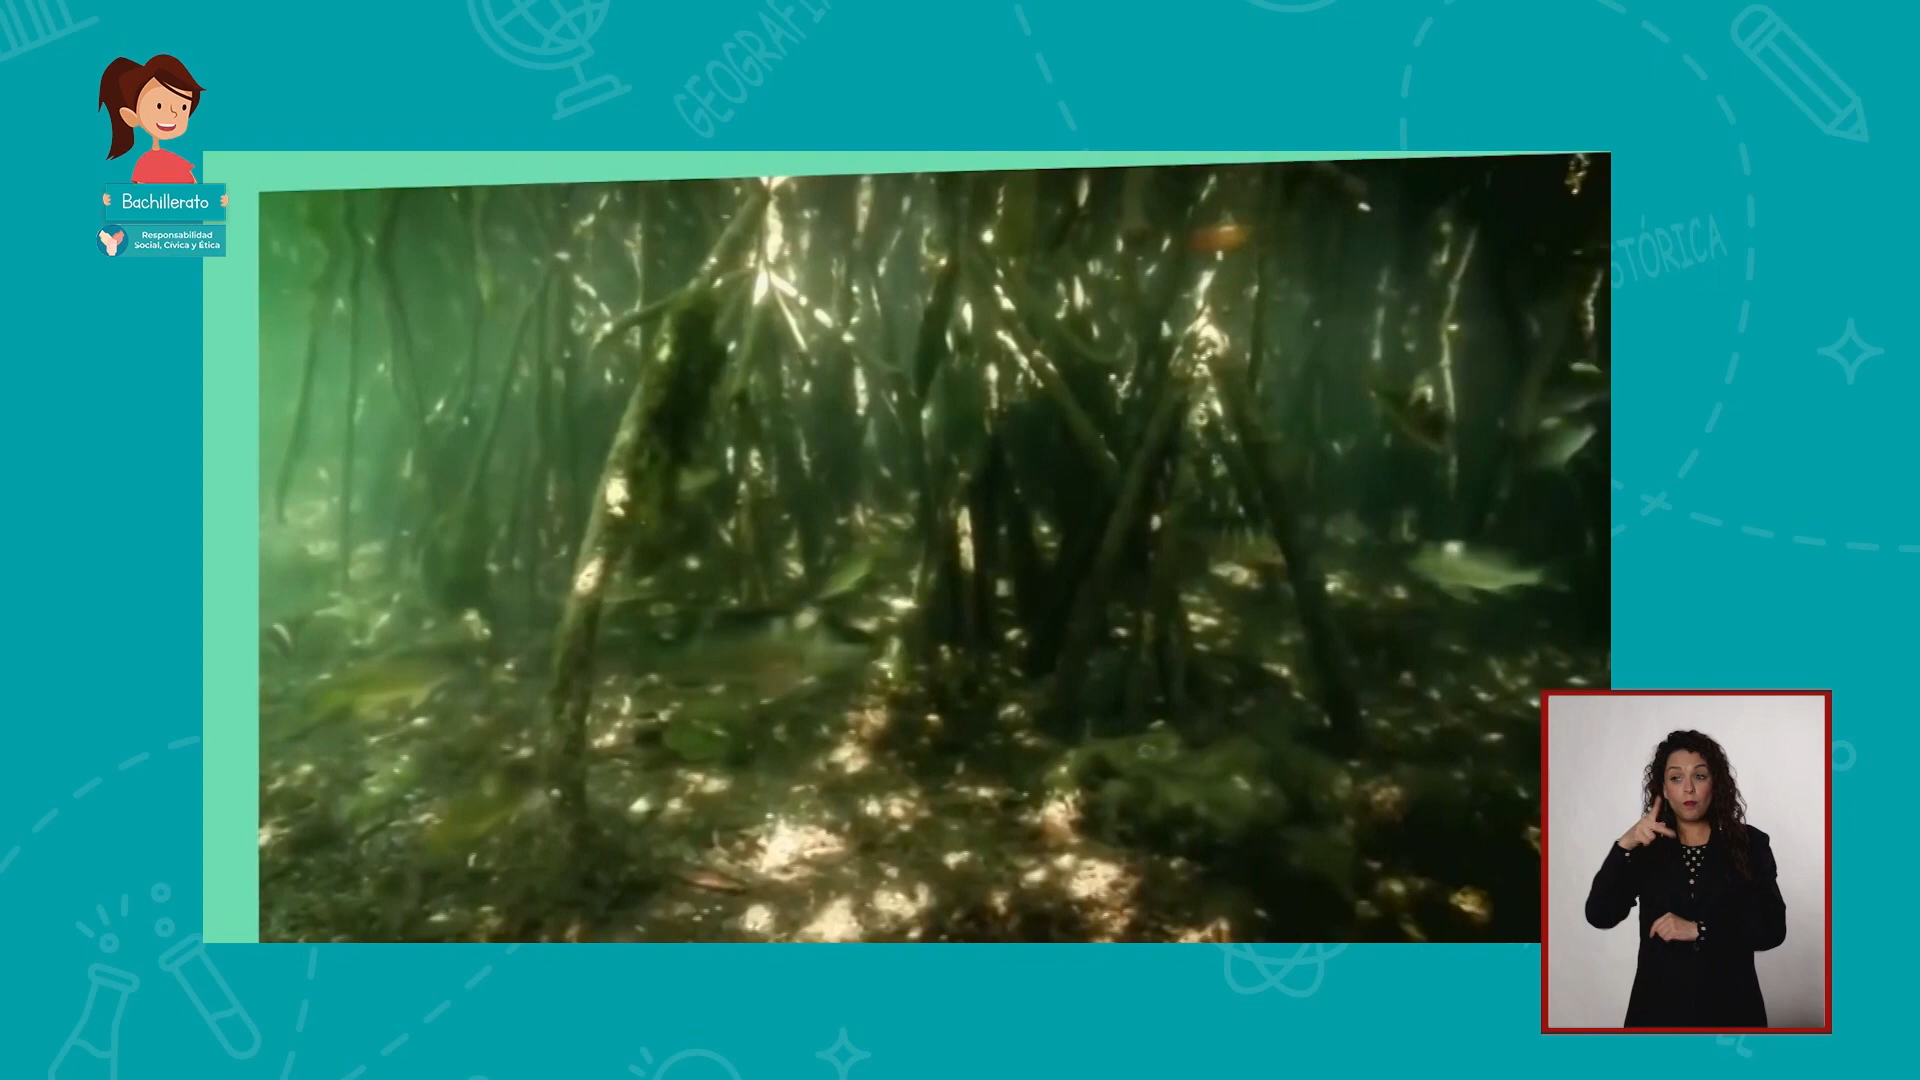 GEOGRAFÍA
Bachillerato
Responsabilidad
Social, Cívica y Ética
STÓRICA